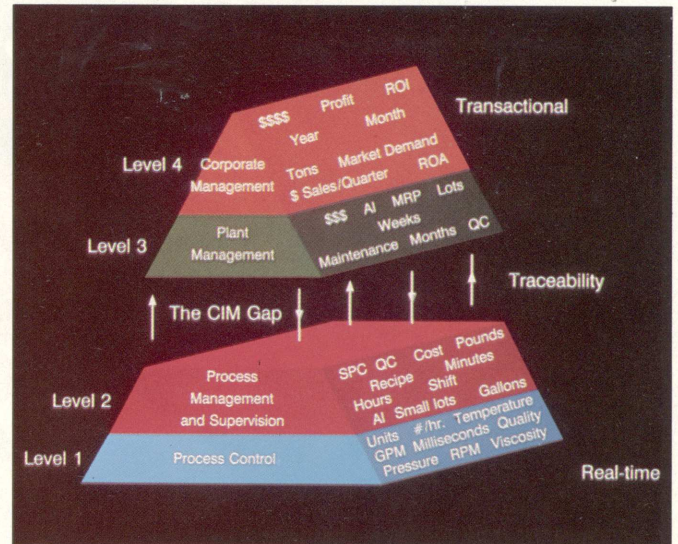 $$$$ Profit ROI
Transactional
Year Month
Level 4 Corporate Management
Tons Market Demand
$ Sales/Quarter ROA
Level 3
Plant Management
$$$ AI MRP Lots
Weeks
Maintenance Months QC
Traceability
The CIM Gap
Level 2
Process
Management
and Supervision
SPC QC Cost Pounds
Recipe Minutes
Hours Shift
AI Small lots Gallons
Level 1
Process Control
Units #/hr. Temperature
GPM Milliseconds Quality
Pressure RPM Viscosity
Real-time